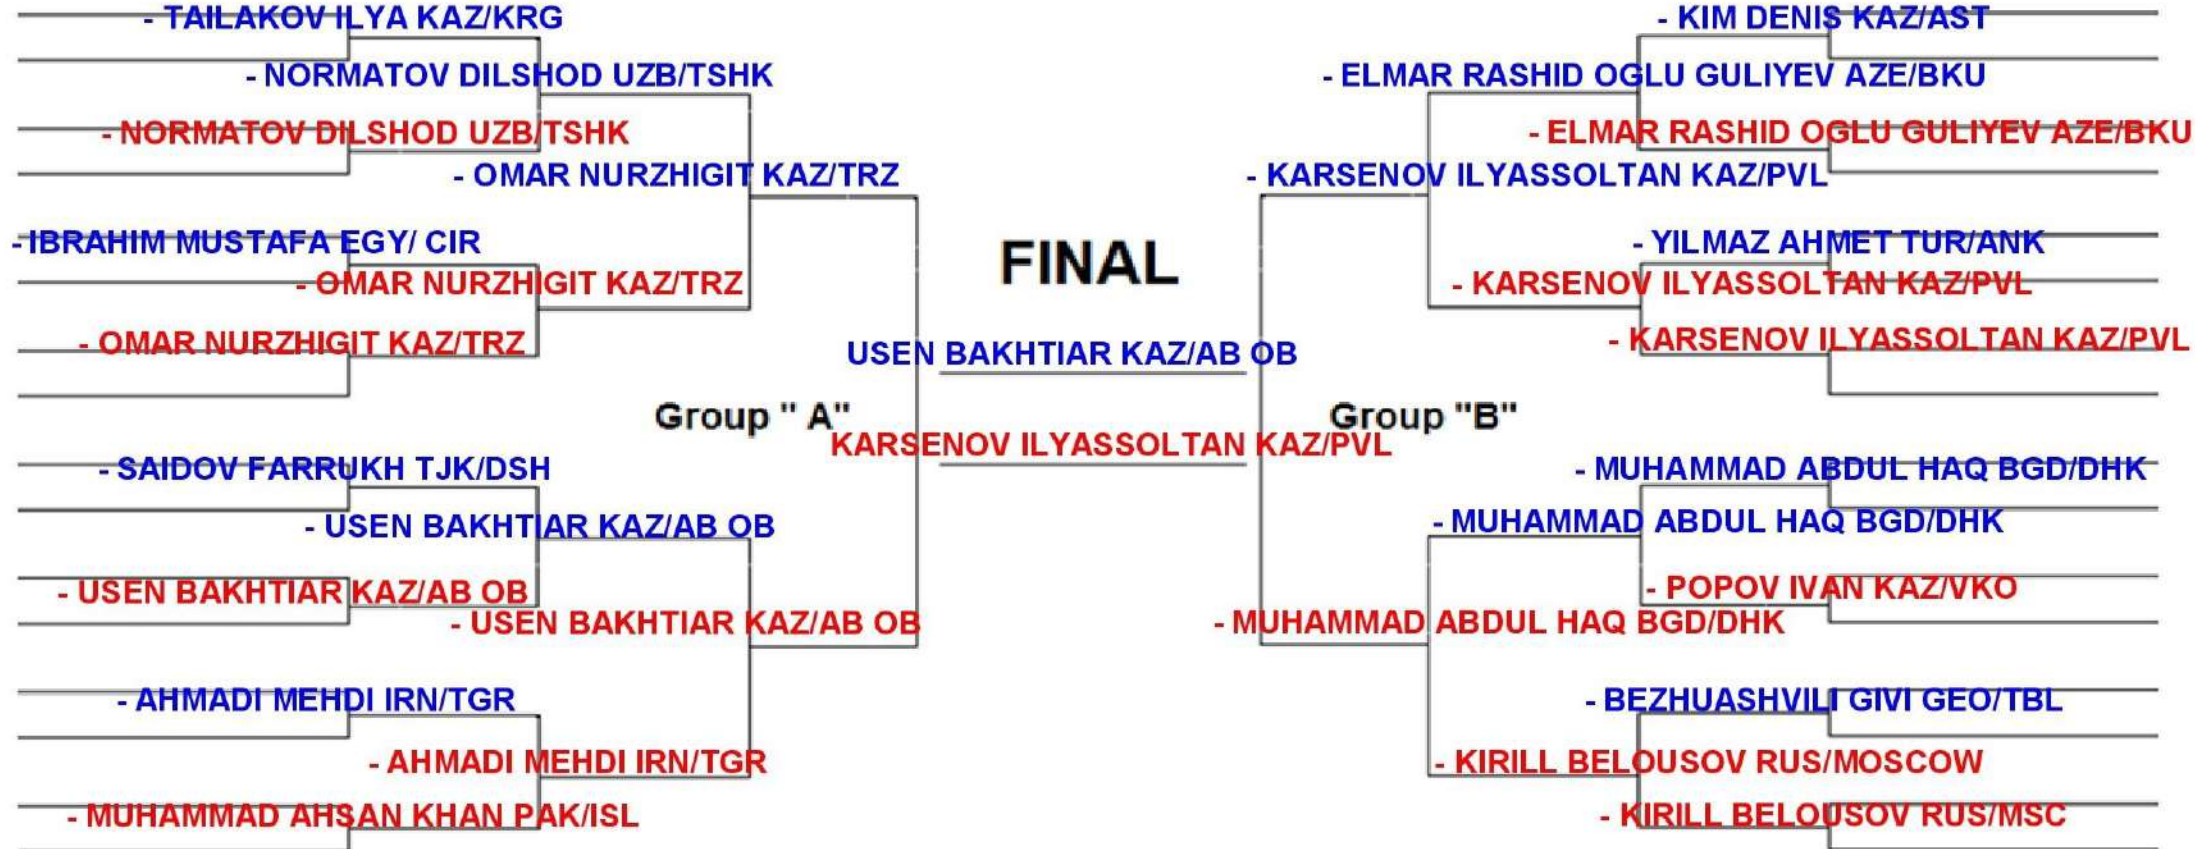 - TAILAKOV ILYA KAZ/KRG
- NORMATOV DILSHOD UZB/TSHK
- NORMATOV DILSHOD UZB/TSHK
- OMAR NURZHIGIT KAZ/TRZ
- IBRAHIM MUSTAFA EGY/ CIR
- OMAR NURZHIGIT KAZ/TRZ
- OMAR NURZHIGIT KAZ/TRZ
Group " A"
- SAIDOV FARRUKH TJK/DSH
- USEN BAKHTIAR KAZ/AB OB
- USEN BAKHTIAR KAZ/AB OB
- USEN BAKHTIAR KAZ/AB OB
- AHMADI MEHDI IRN/TGR
- AHMADI MEHDI IRN/TGR
- MUHAMMAD AHSAN KHAN PAK/ISL
FINAL
USEN BAKHTIAR KAZ/AB OB
KARSENOV ILYASSOLTAN KAZ/PVL
- KIM DENIS KAZ/AST
- ELMAR RASHID OGLU GULIYEV AZE/BKU
- ELMAR RASHID OGLU GULIYEV AZE/BKU
- KARSENOV ILYASSOLTAN KAZ/PVL
- YILMAZ AHMET TUR/ANK
- KARSENOV ILYASSOLTAN KAZ/PVL
- KARSENOV ILYASSOLTAN KAZ/PVL
Group "B"
- MUHAMMAD ABDUL HAQ BGD/DHK
- MUHAMMAD ABDUL HAQ BGD/DHK
- POPOV IVAN KAZ/VKO
- MUHAMMAD ABDUL HAQ BGD/DHK
- BEZHUASHVILI GIVI GEO/TBL
- KIRILL BELOUSOV RUS/MOSCOW
- KIRILL BELOUSOV RUS/MSC